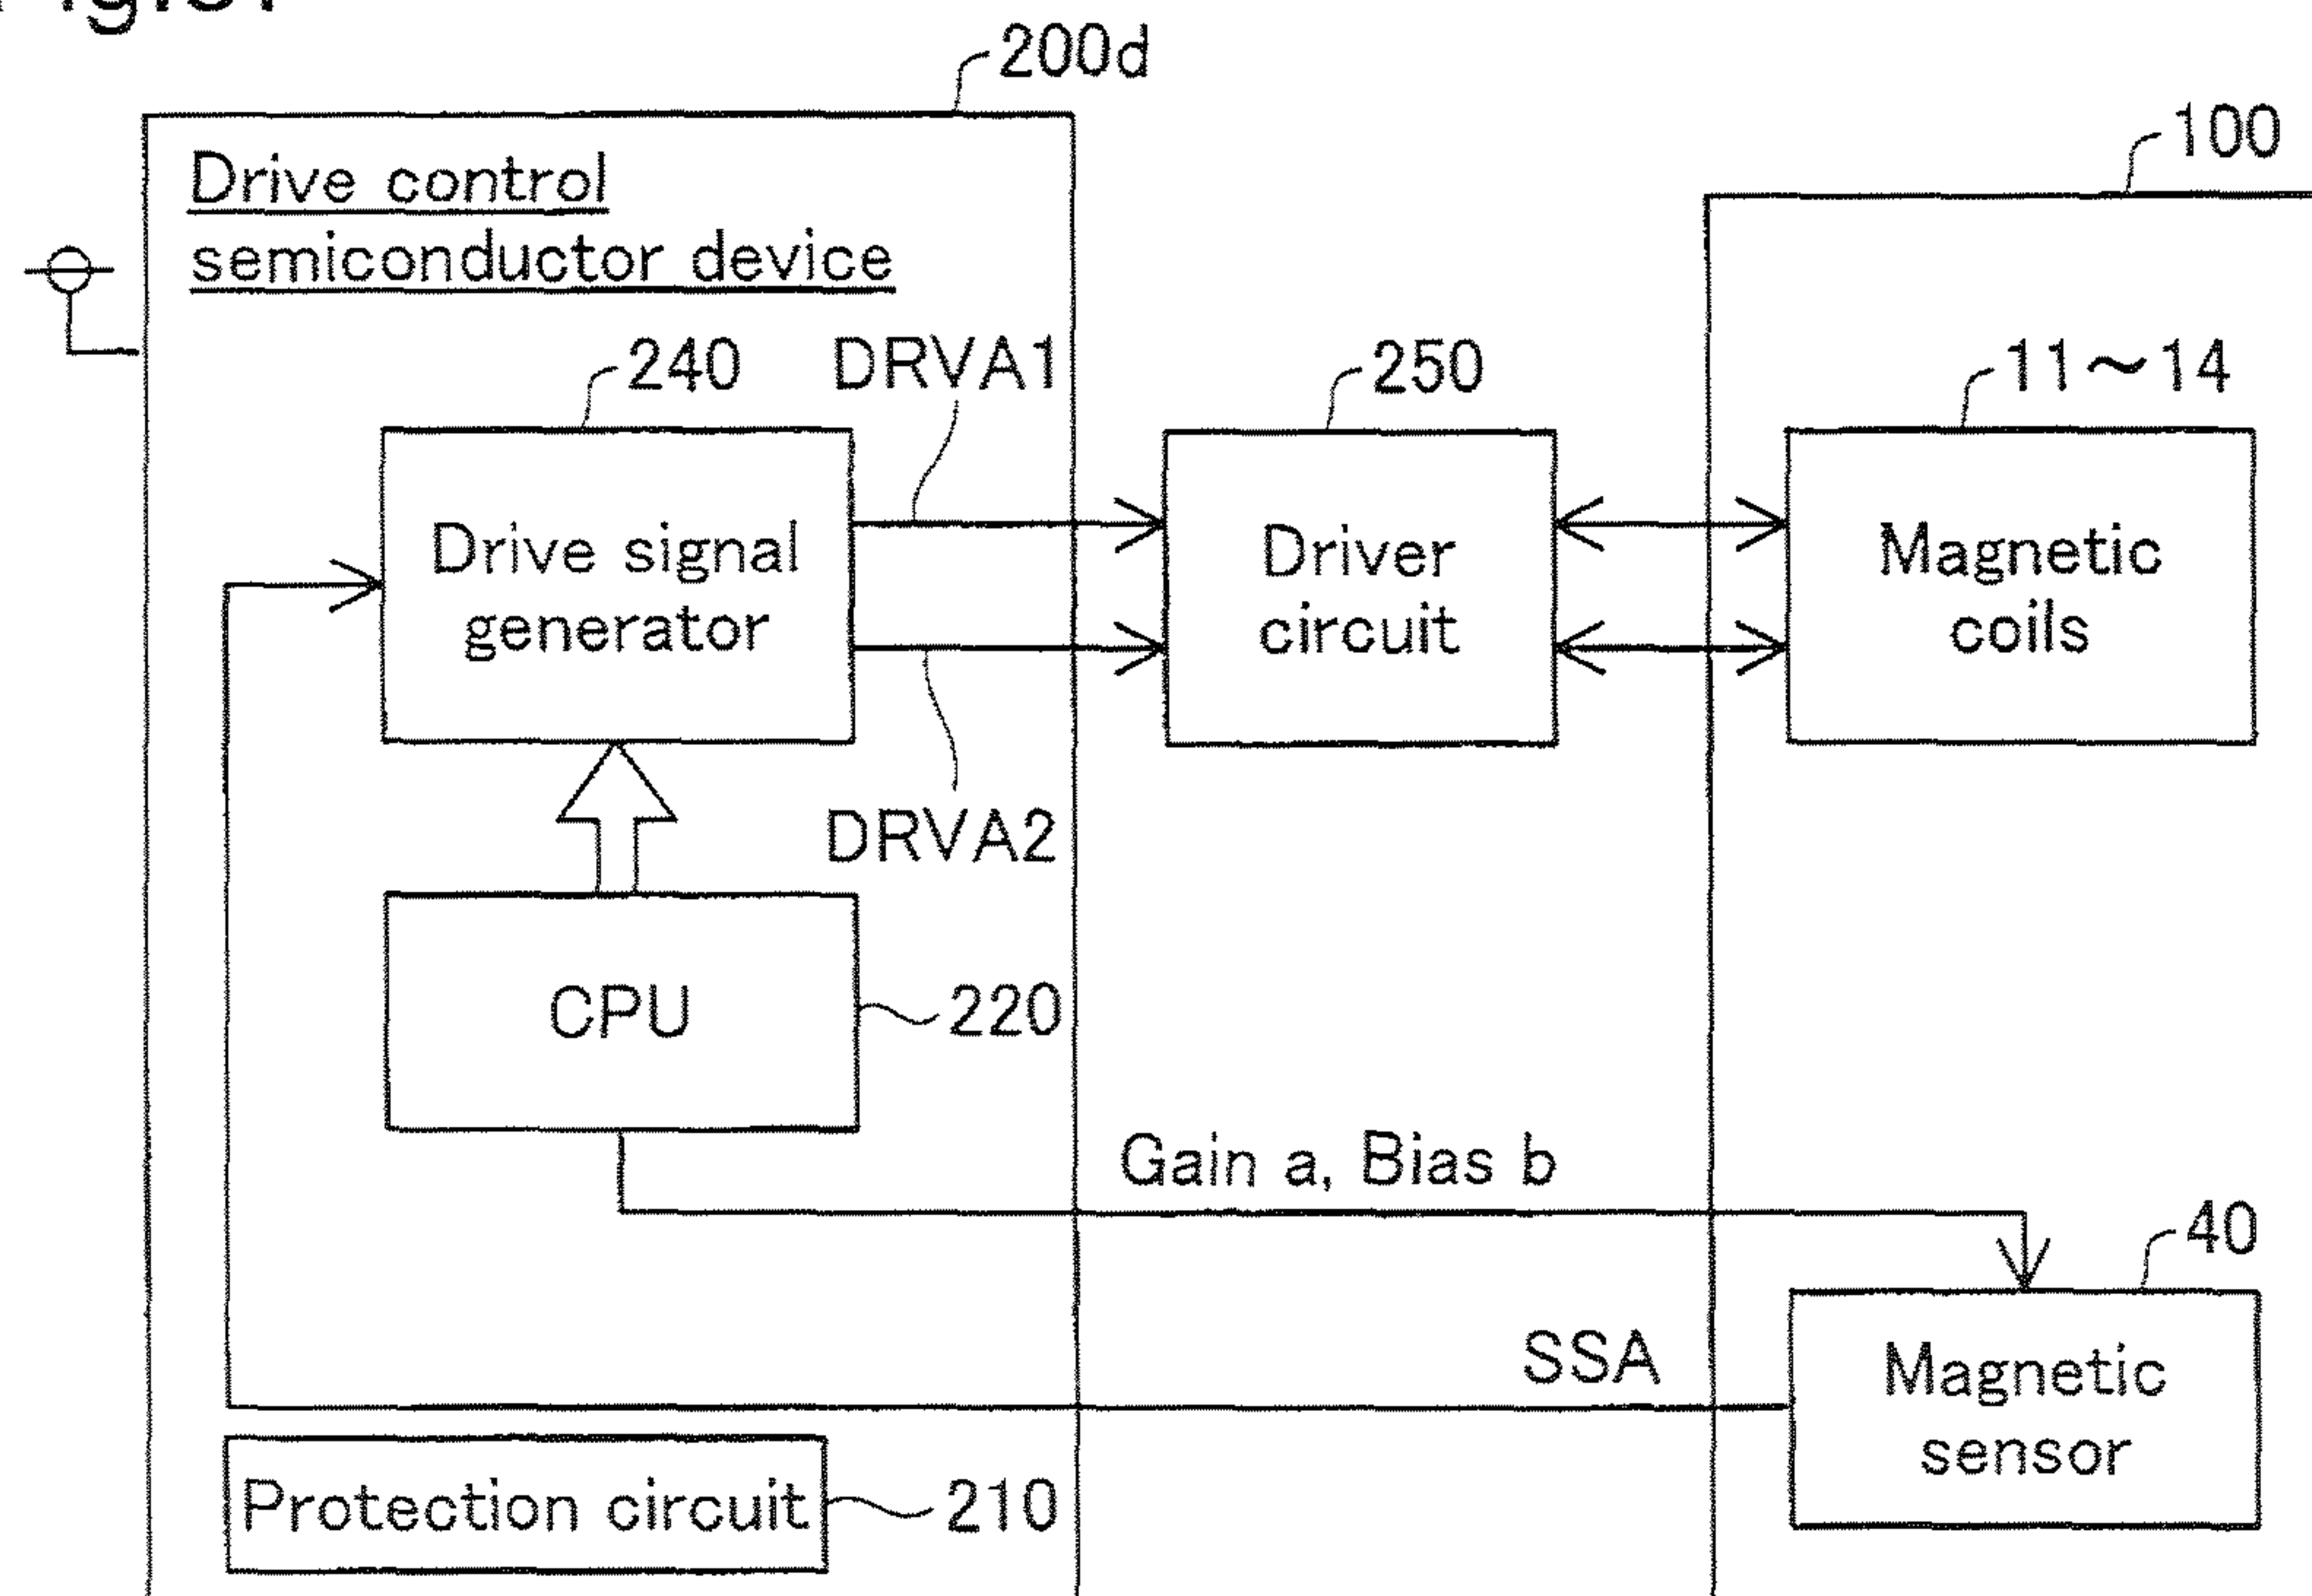 200d
100
Drive control
semiconductor device
240
DRVA1
250
11~14
Drive signal
generator
Driver
circuit
Magnetic
coils
DRVA2
CPU
220
Gain a, Bias b
40
SSA
Magnetic
sensor
Protection circuit
210